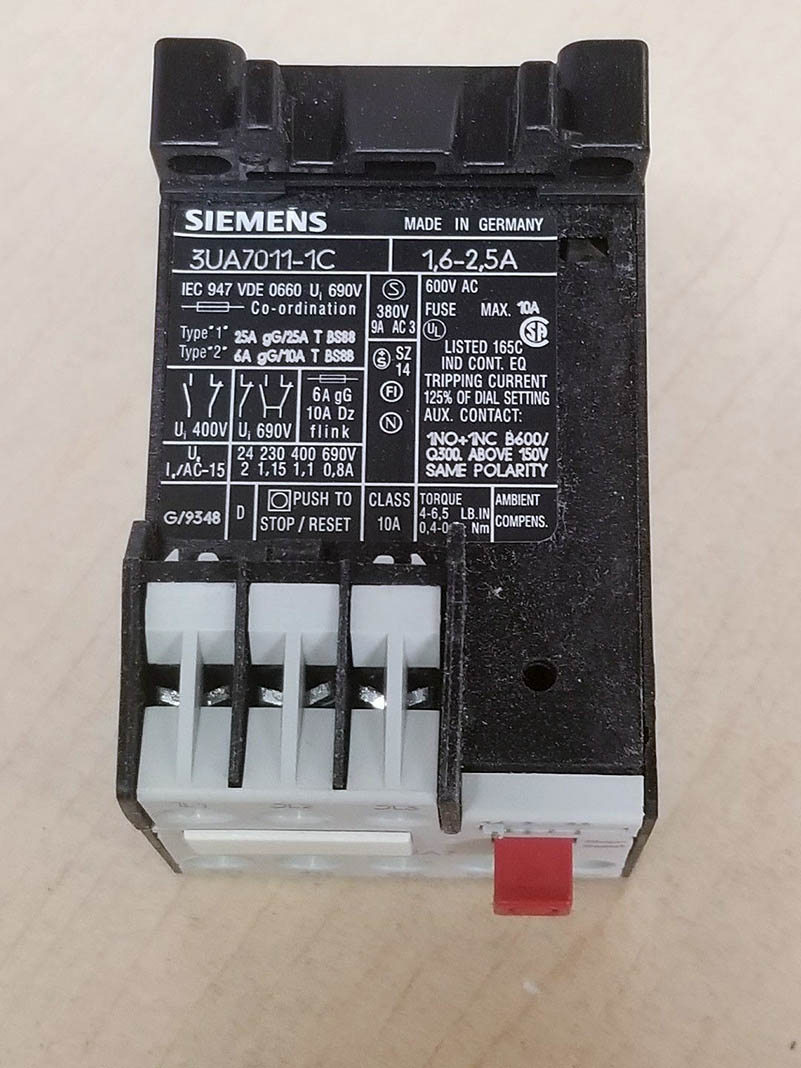 SIEMENS MADE IN GERMANY
3UA7011-1C 1,6-2,5A
IEC 947 VDE 0660 Ui 690V
Co-ordination
Type"1" 25A gG/25A T BS88
Type"2" 6A gG/10A T BS88
S
380V
9A AC3
600V AC
FUSE MAX. 10A
UL SA
LISTED 165C
IND CONT. EQ
TRIPPING CURRENT
125% OF DIAL SETTING
AUX. CONTACT:
1NO+1NC B600/
Q300. ABOVE 150V
SAME POLARITY
S SZ
14
FI
N
Ui 400V Ui 690V
6A gG
10A Dz
flink
Ue 24 230 400 690V
Ie/AC-15 2 1,15 1,1 0,8A
G/9348 D
PUSH TO
STOP / RESET
CLASS
10A
TORQUE
4-6,5 LB.IN
Nm
AMBIENT
COMPENS.